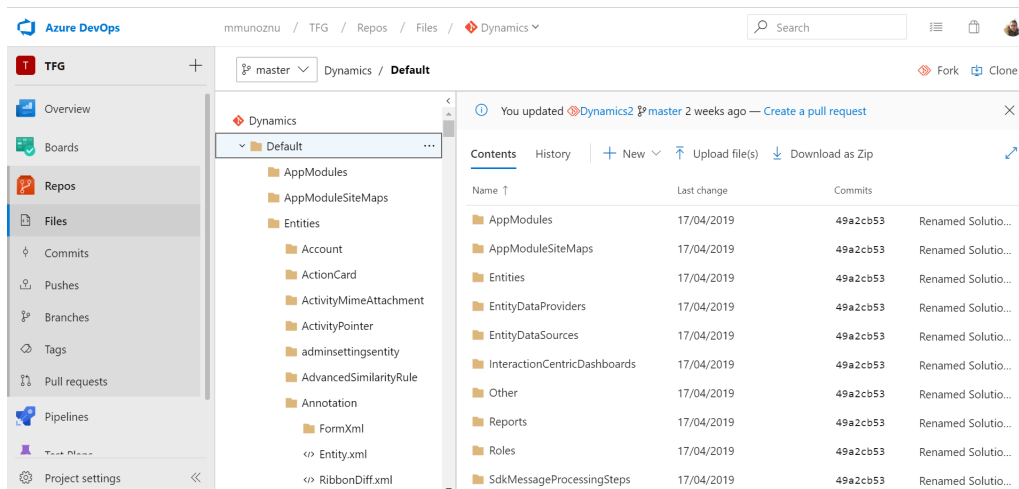 Azure DevOps
mmunoznu / TFG / Repos / Files / Dynamics
Search
T TFG
master Dynamics / Default
Fork Clone
Overview
Boards
Repos
Files
Commits
Pushes
Branches
Tags
Pull requests
Pipelines
Test Plans
Project settings
Dynamics
Default ...
AppModules
AppModuleSiteMaps
Entities
Account
ActionCard
ActivityMimeAttachment
ActivityPointer
adminsettingsentity
AdvancedSimilarityRule
Annotation
FormXml
Entity.xml
RibbonDiff.xml
You updated Dynamics2 master 2 weeks ago — Create a pull request
Contents History New Upload file(s) Download as Zip
Name ↑ Last change Commits
AppModules 17/04/2019 49a2cb53 Renamed Solutio...
AppModuleSiteMaps 17/04/2019 49a2cb53 Renamed Solutio...
Entities 17/04/2019 49a2cb53 Renamed Solutio...
EntityDataProviders 17/04/2019 49a2cb53 Renamed Solutio...
EntityDataSources 17/04/2019 49a2cb53 Renamed Solutio...
InteractionCentricDashboards 17/04/2019 49a2cb53 Renamed Solutio...
Other 17/04/2019 49a2cb53 Renamed Solutio...
Reports 17/04/2019 49a2cb53 Renamed Solutio...
Roles 17/04/2019 49a2cb53 Renamed Solutio...
SdkMessageProcessingSteps 17/04/2019 49a2cb53 Renamed Solutio...